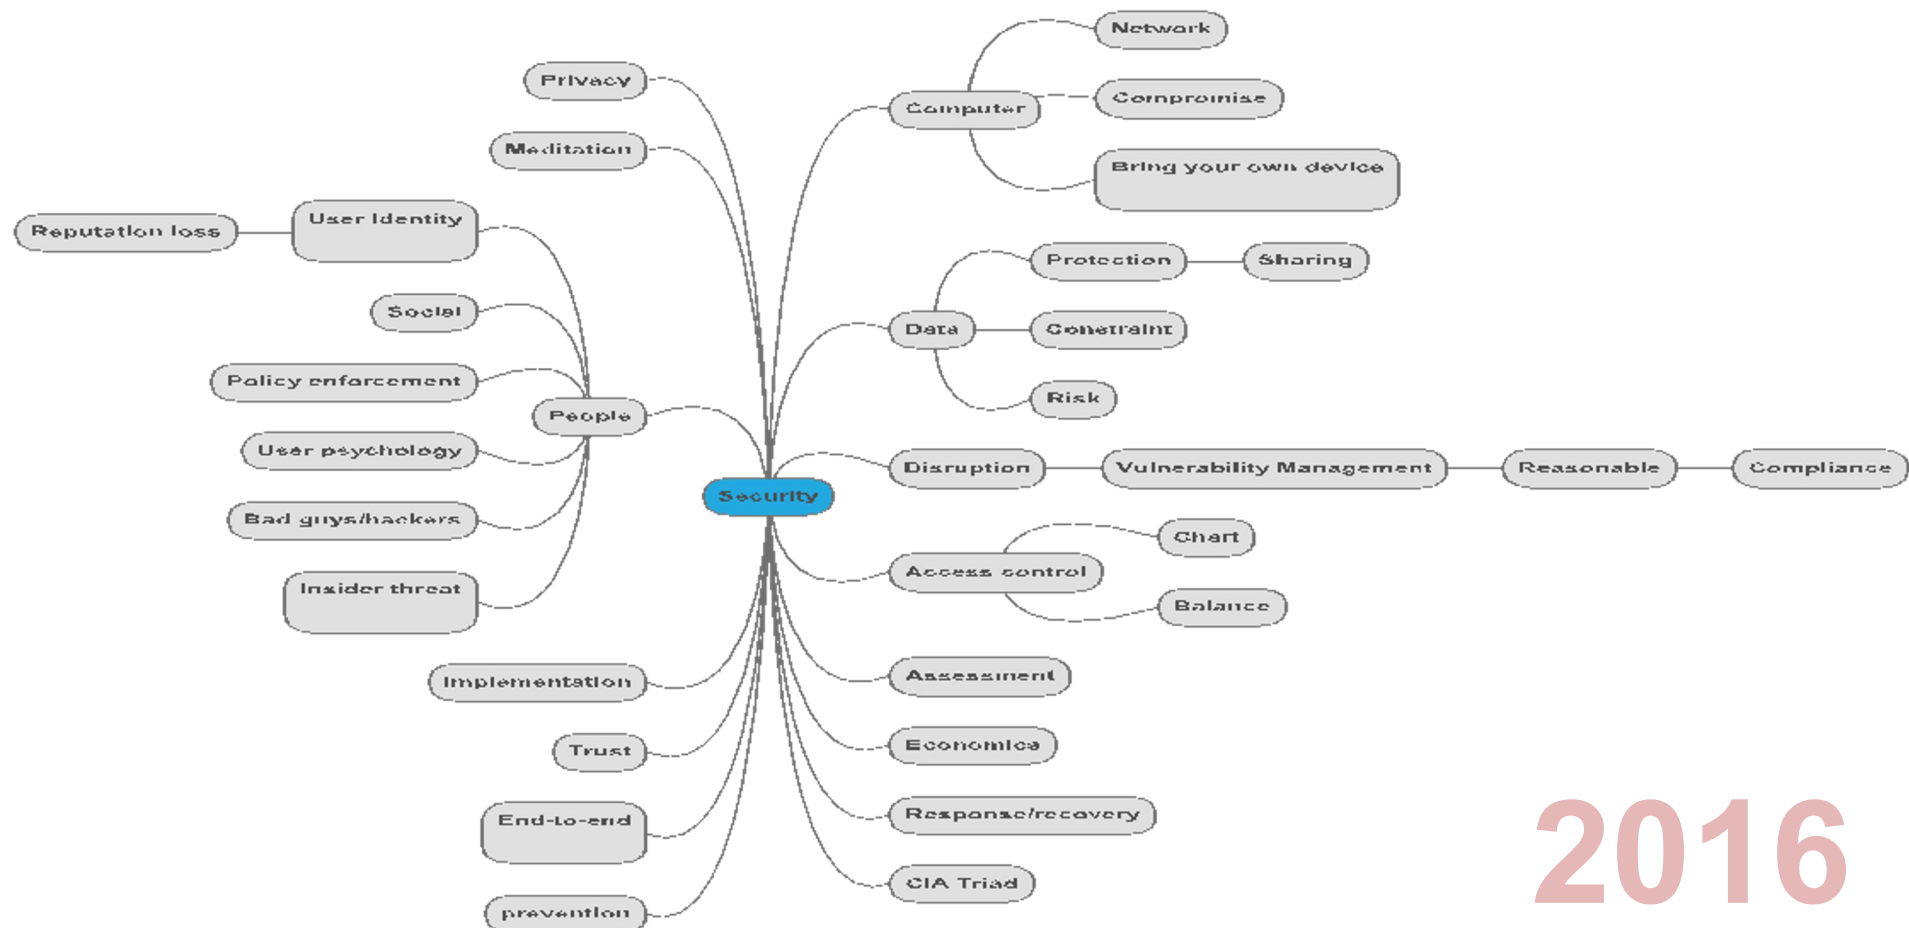 Network
Privacy
Computer
Compromise
Meditation
Bring your own device
User Identity
Reputation loss
Protection
Sharing
Social
Data
Constraint
Policy enforcement
Risk
People
User psychology
Disruption
Vulnerability Management
Reasonable
Compliance
Security
Bad guys/hackers
Chart
Access control
Insider threat
Balance
Implementation
Assessment
Trust
Economics
End-to-end
Response/recovery
CIA Triad
prevention
2016